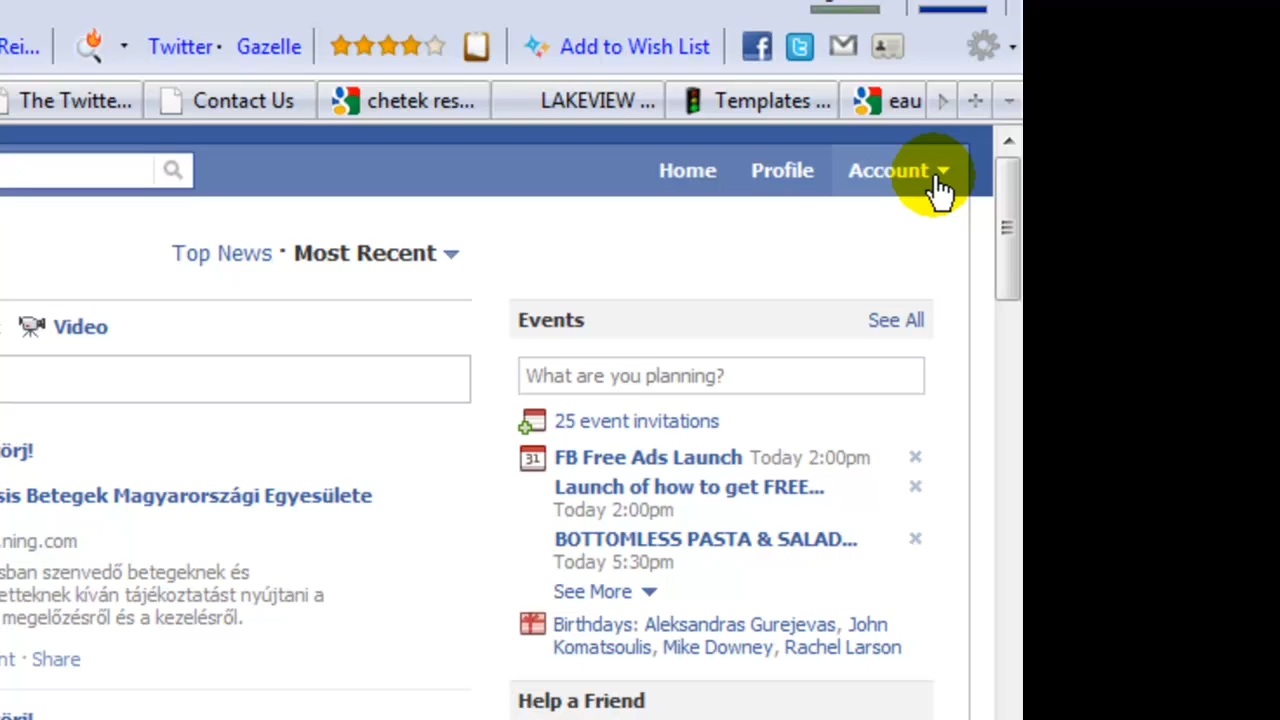 Rei... Twitter· Gazelle Add to Wish List
The Twitte... Contact Us chetek res... LAKEVIEW ... Templates ... eau
Home Profile Account
Top News · Most Recent
Video
Events See All
What are you planning?
25 event invitations
31 FB Free Ads Launch Today 2:00pm
Launch of how to get FREE...
Today 2:00pm
BOTTOMLESS PASTA & SALAD...
Today 5:30pm
See More
Birthdays: Aleksandras Gurejevas, John
Komatsoulis, Mike Downey, Rachel Larson
Help a Friend
örj!
sis Betegek Magyarországi Egyesülete
.ning.com
sban szenvedő betegeknek és
etteknek kíván tájékoztatást nyújtani a
megelőzésről és a kezelésről.
nt · Share
örj!